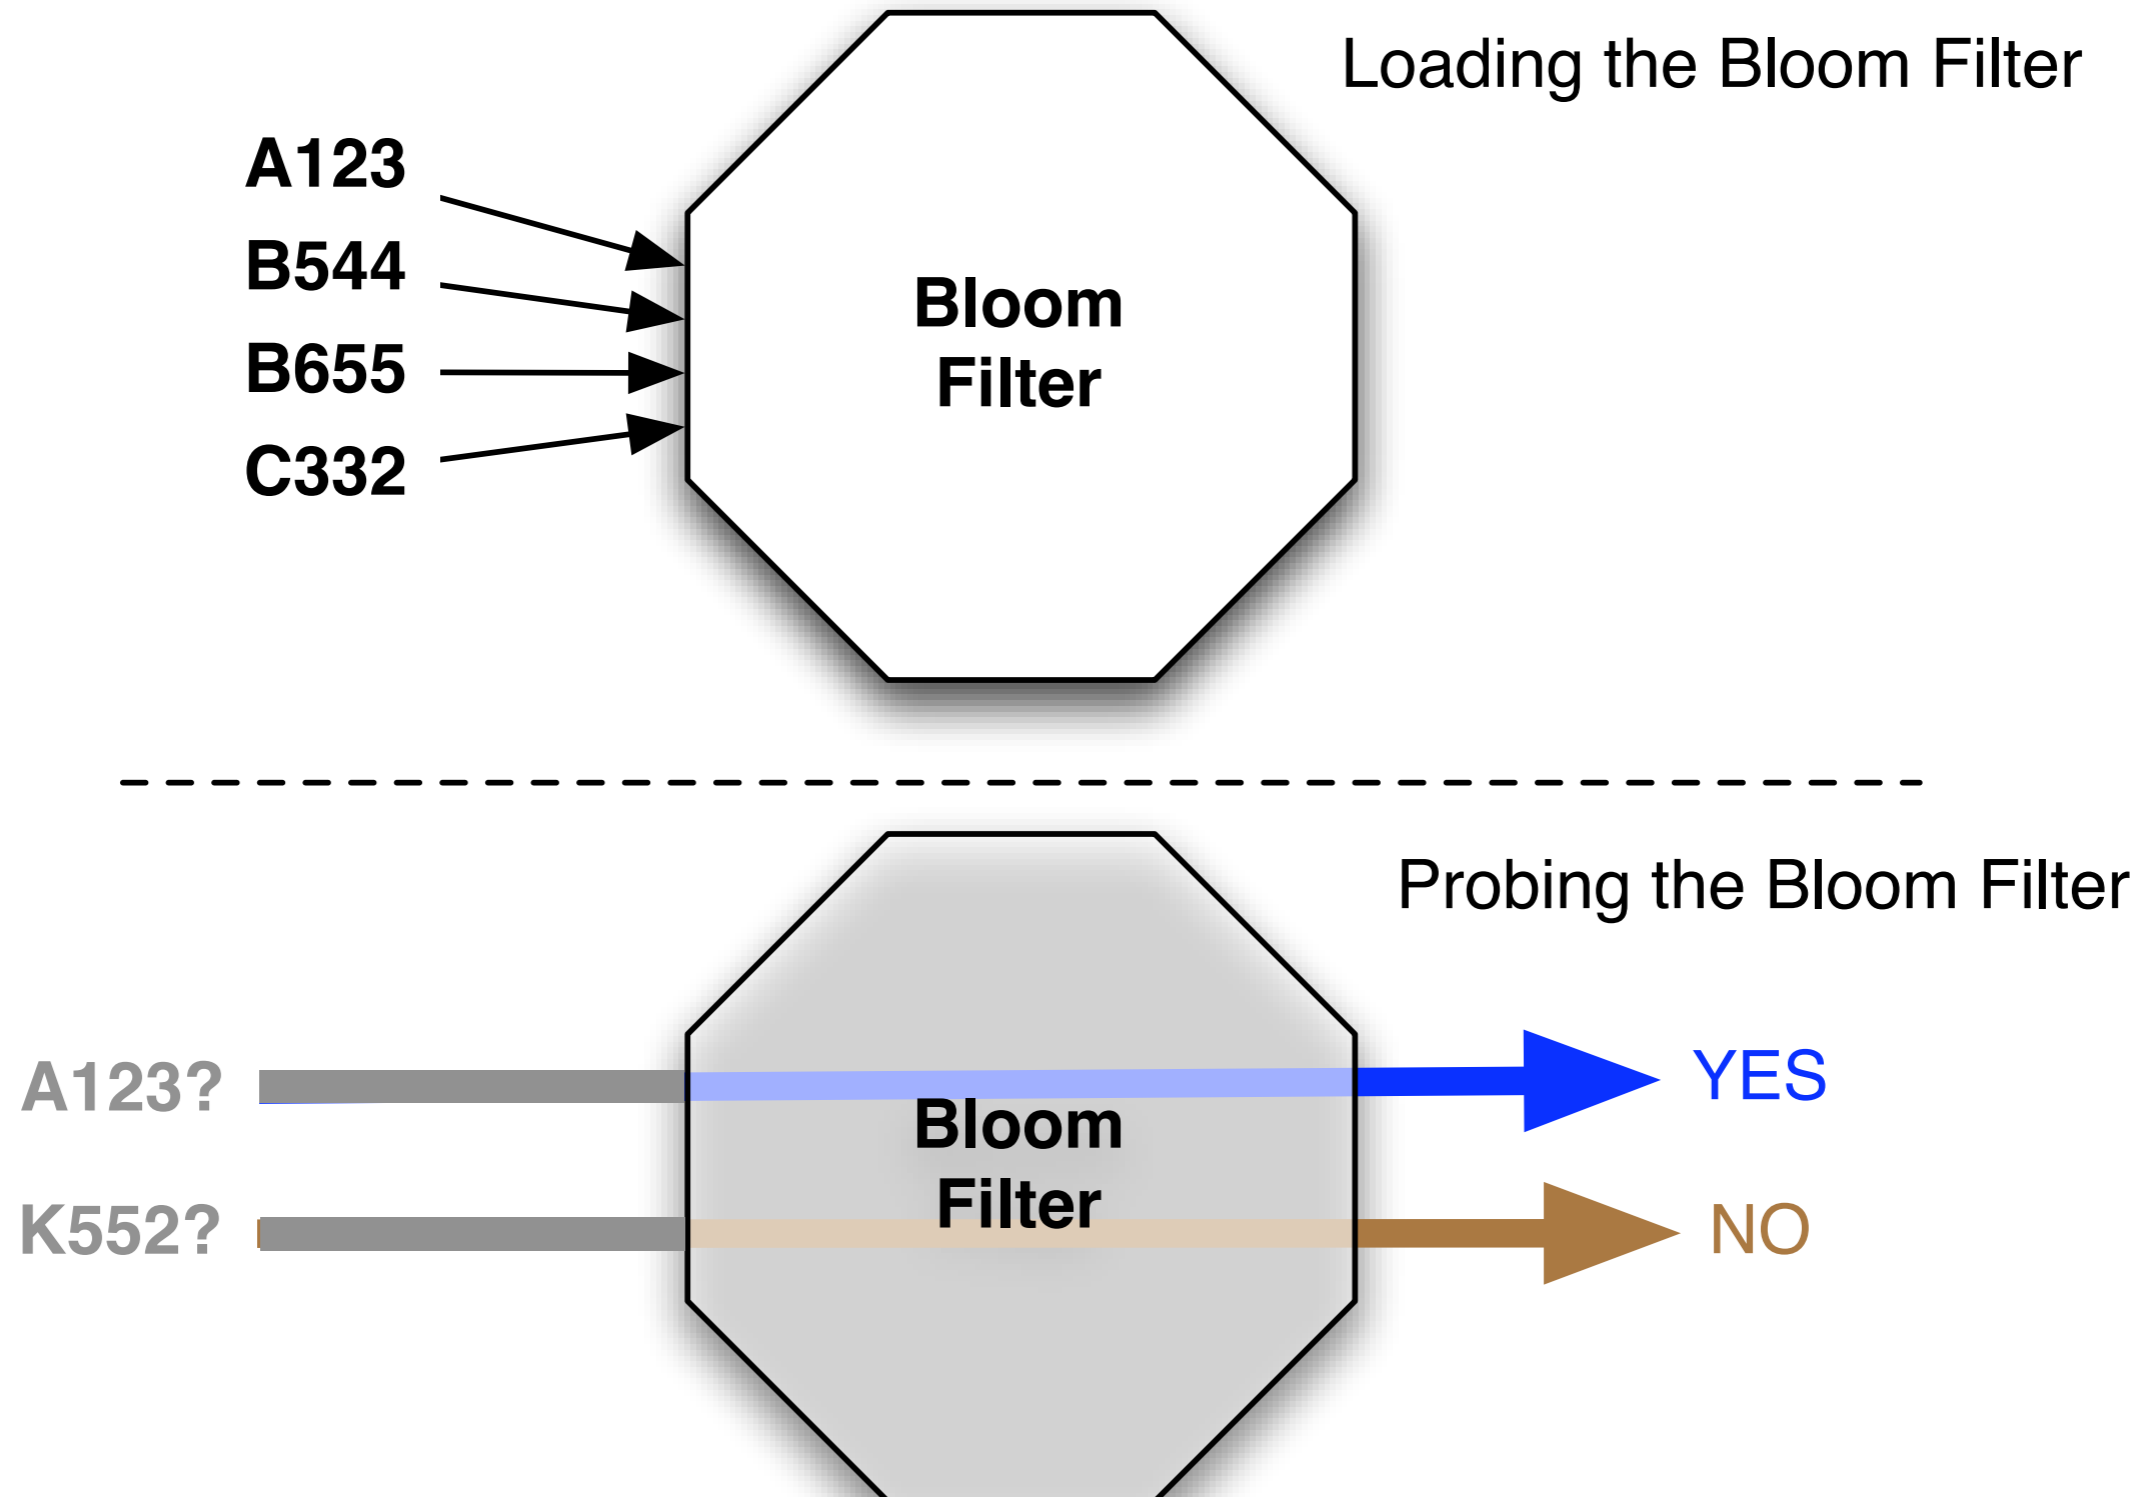 Loading the Bloom Filter
A123
B544
B655
C332
Bloom
Filter
Probing the Bloom Filter
A123?
YES
Bloom
Filter
K552?
NO